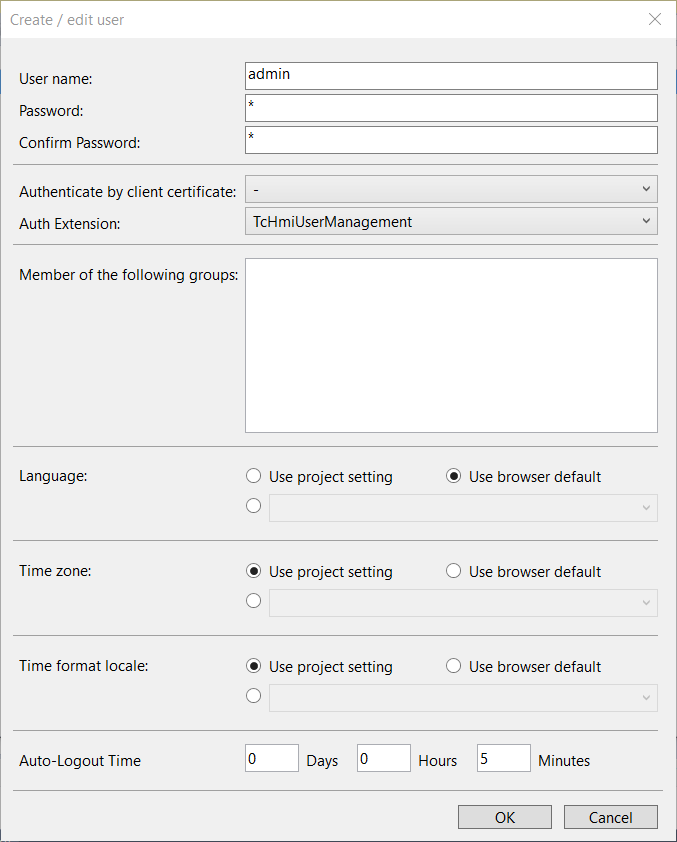 Create / edit user
User name: admin
Password: *
Confirm Password: *
Authenticate by client certificate: -
Auth Extension: TcHmiUserManagement
Member of the following groups:
Language: Use project setting Use browser default
Time zone: Use project setting Use browser default
Time format locale: Use project setting Use browser default
Auto-Logout Time 0 Days 0 Hours 5 Minutes
OK Cancel